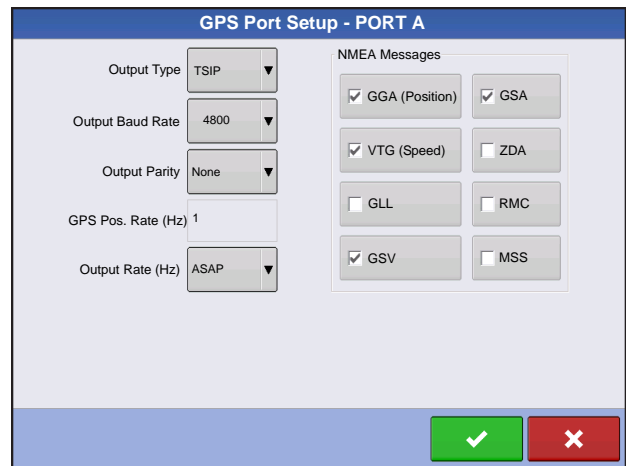 GPS Port Setup - PORT A
Output Type TSIP
Output Baud Rate 4800
Output Parity None
GPS Pos. Rate (Hz) 1
Output Rate (Hz) ASAP
NMEA Messages
GGA (Position) GSA
VTG (Speed) ZDA
GLL RMC
GSV MSS